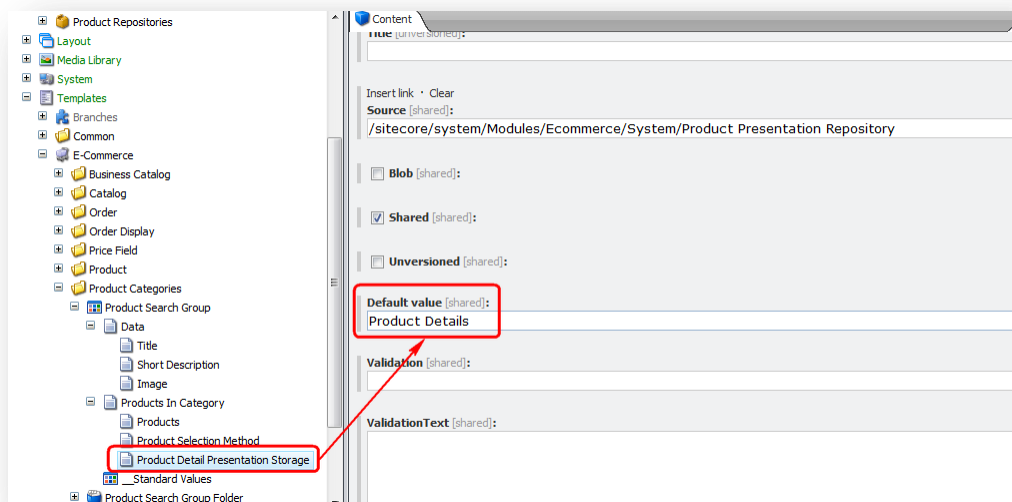 Product Repositories
Layout
Media Library
System
Templates
Branches
Common
E-Commerce
Business Catalog
Catalog
Order
Order Display
Price Field
Product
Product Categories
Product Search Group
Data
Title
Short Description
Image
Products In Category
Products
Product Selection Method
Product Detail Presentation Storage
__Standard Values
Product Search Group Folder
Content
Title [unversioned]:
Insert link · Clear
Source [shared]:
/sitecore/system/Modules/Ecommerce/System/Product Presentation Repository
Blob [shared]:
Shared [shared]:
Unversioned [shared]:
Default value [shared]:
Product Details
Validation [shared]:
ValidationText [shared]: